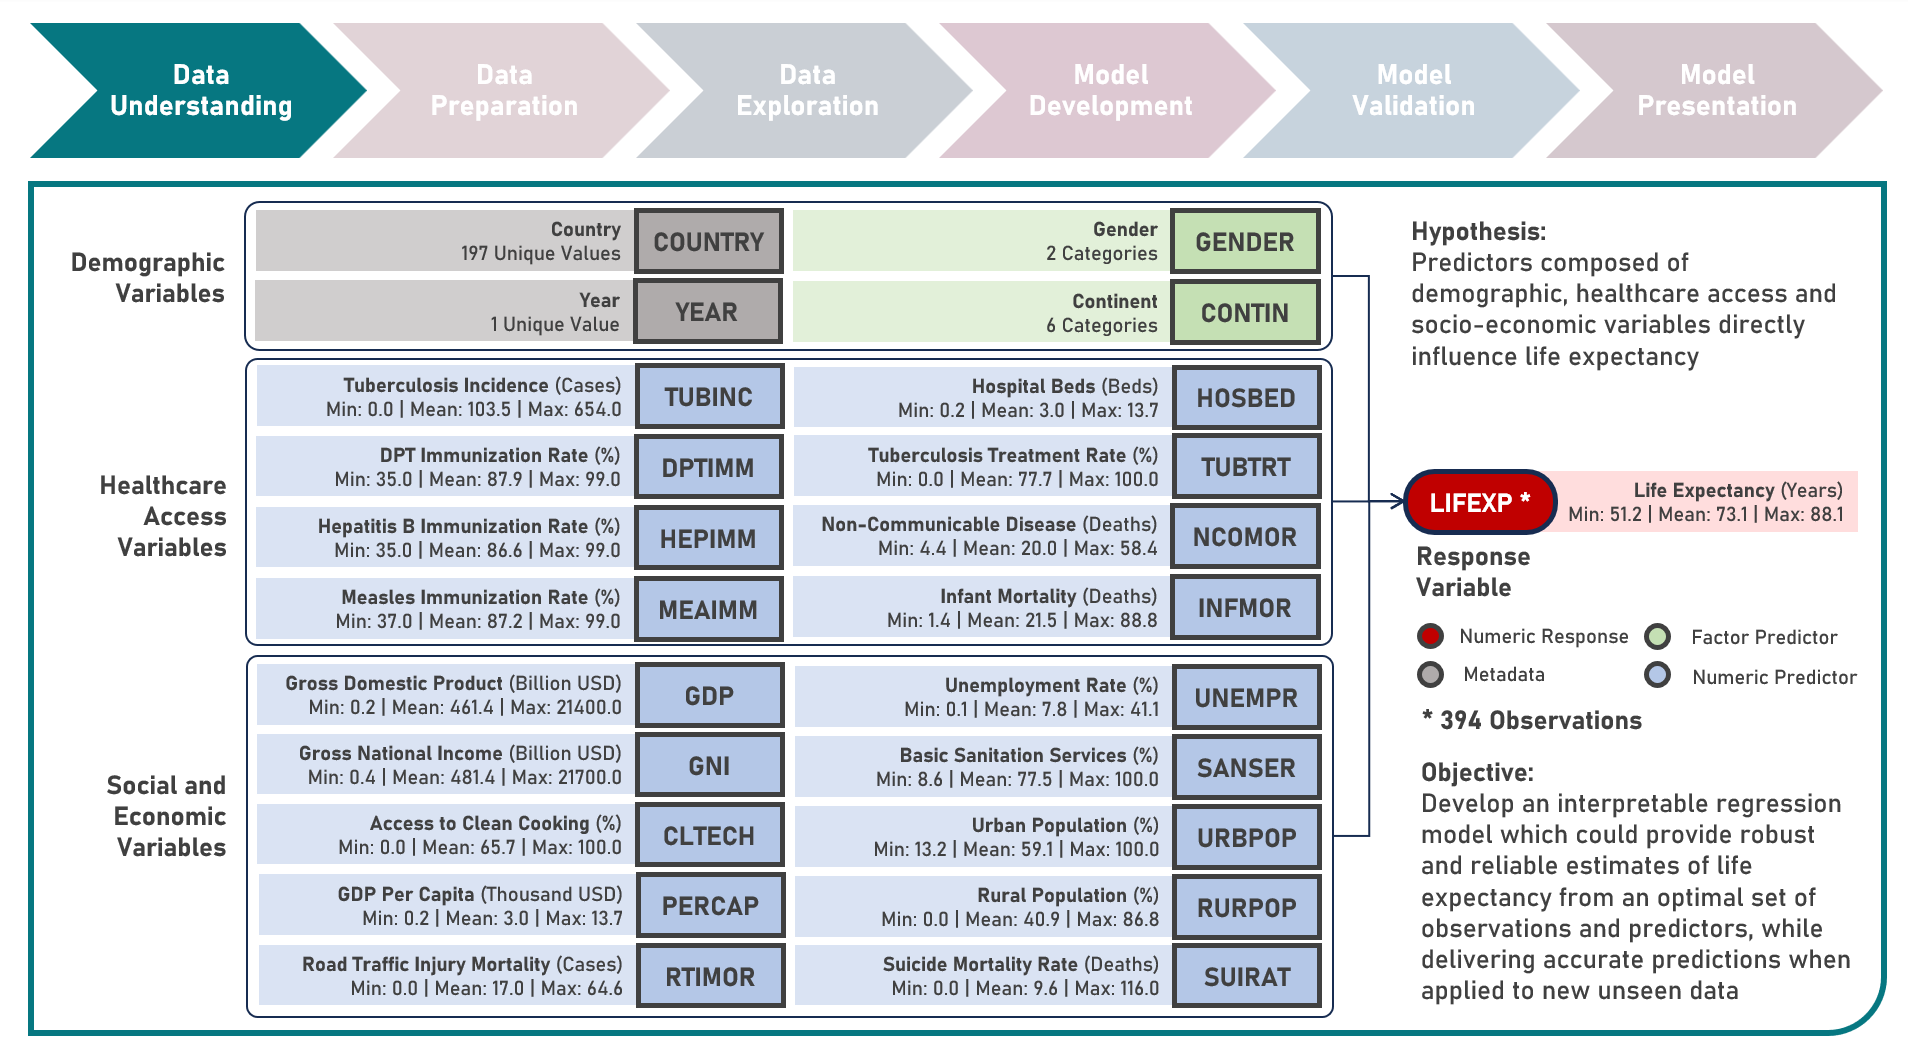 Data
Understanding
Data
Preparation
Data
Exploration
Model
Development
Model
Validation
Model
Presentation
Demographic
Variables
Country
197 Unique Values
COUNTRY
Gender
2 Categories
GENDER
Year
1 Unique Value
YEAR
Continent
6 Categories
CONTIN
Healthcare
Access
Variables
Tuberculosis Incidence (Cases)
Min: 0.0 | Mean: 103.5 | Max: 654.0
TUBINC
Hospital Beds (Beds)
Min: 0.2 | Mean: 3.0 | Max: 13.7
HOSBED
DPT Immunization Rate (%)
Min: 35.0 | Mean: 87.9 | Max: 99.0
DPTIMM
Tuberculosis Treatment Rate (%)
Min: 0.0 | Mean: 77.7 | Max: 100.0
TUBTRT
Hepatitis B Immunization Rate (%)
Min: 35.0 | Mean: 86.6 | Max: 99.0
HEPIMM
Non-Communicable Disease (Deaths)
Min: 4.4 | Mean: 20.0 | Max: 58.4
NCOMOR
Measles Immunization Rate (%)
Min: 37.0 | Mean: 87.2 | Max: 99.0
MEAIMM
Infant Mortality (Deaths)
Min: 1.4 | Mean: 21.5 | Max: 88.8
INFMOR
Social and
Economic
Variables
Gross Domestic Product (Billion USD)
Min: 0.2 | Mean: 461.4 | Max: 21400.0
GDP
Unemployment Rate (%)
Min: 0.1 | Mean: 7.8 | Max: 41.1
UNEMPR
Gross National Income (Billion USD)
Min: 0.4 | Mean: 481.4 | Max: 21700.0
GNI
Basic Sanitation Services (%)
Min: 8.6 | Mean: 77.5 | Max: 100.0
SANSER
Access to Clean Cooking (%)
Min: 0.0 | Mean: 65.7 | Max: 100.0
CLTECH
Urban Population (%)
Min: 13.2 | Mean: 59.1 | Max: 100.0
URBPOP
GDP Per Capita (Thousand USD)
Min: 0.2 | Mean: 3.0 | Max: 13.7
PERCAP
Rural Population (%)
Min: 0.0 | Mean: 40.9 | Max: 86.8
RURPOP
Road Traffic Injury Mortality (Cases)
Min: 0.0 | Mean: 17.0 | Max: 64.6
RTIMOR
Suicide Mortality Rate (Deaths)
Min: 0.0 | Mean: 9.6 | Max: 116.0
SUIRAT
Hypothesis:
Predictors composed of
demographic, healthcare access and
socio-economic variables directly
influence life expectancy
LIFEXP *
Life Expectancy (Years)
Min: 51.2 | Mean: 73.1 | Max: 88.1
Response
Variable
Numeric Response
Factor Predictor
Metadata
Numeric Predictor
* 394 Observations
Objective:
Develop an interpretable regression
model which could provide robust
and reliable estimates of life
expectancy from an optimal set of
observations and predictors, while
delivering accurate predictions when
applied to new unseen data